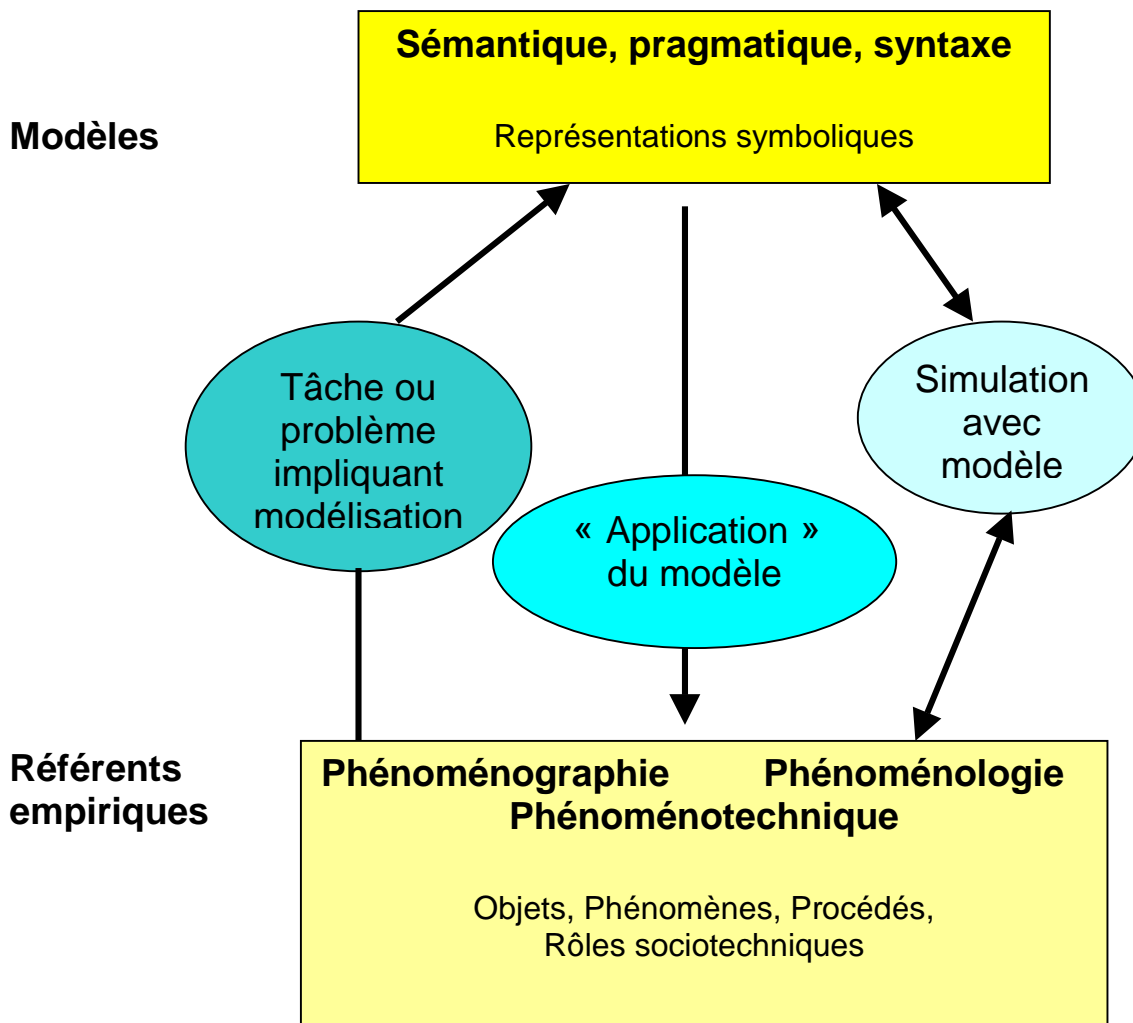 Sémantique, pragmatique, syntaxe
Modèles
Représentations symboliques
Tâche ou
problème
impliquant
modélisation
« Application »
du modèle
Simulation
avec
modèle
Référents
empiriques
Phénoménographie Phénoménologie
Phénoménotechnique
Objets, Phénomènes, Procédés,
Rôles sociotechniques